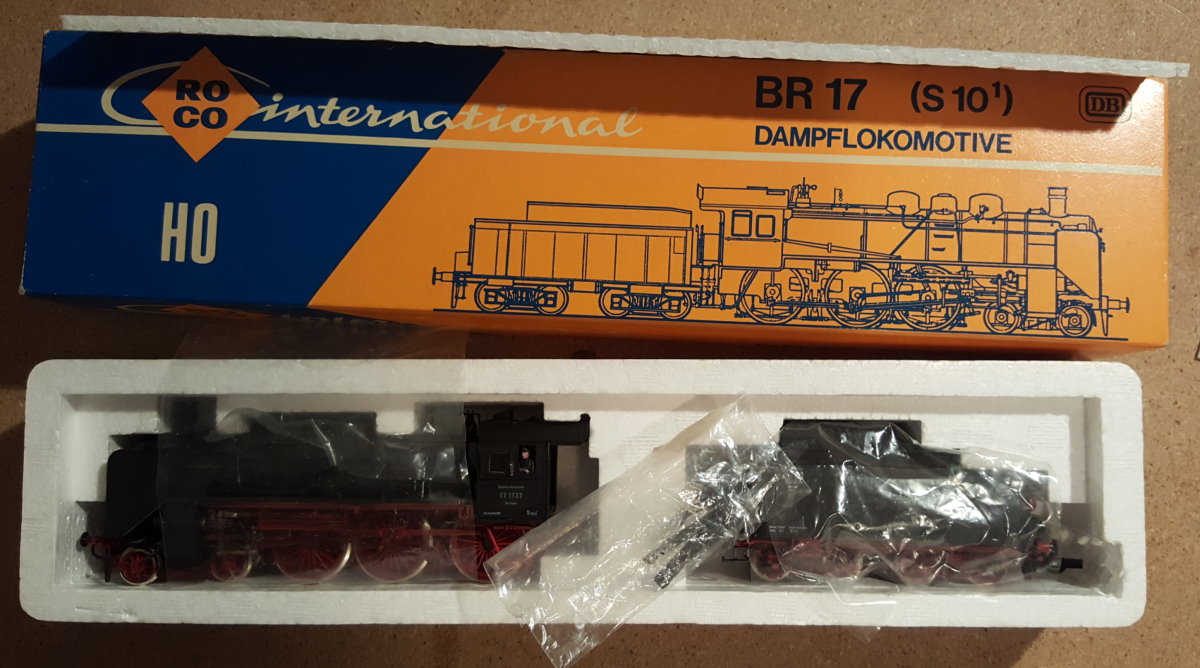 RO
CO
international
BR 17 (S 10¹)
DB
DAMPFLOKOMOTIVE
HO
17 1137